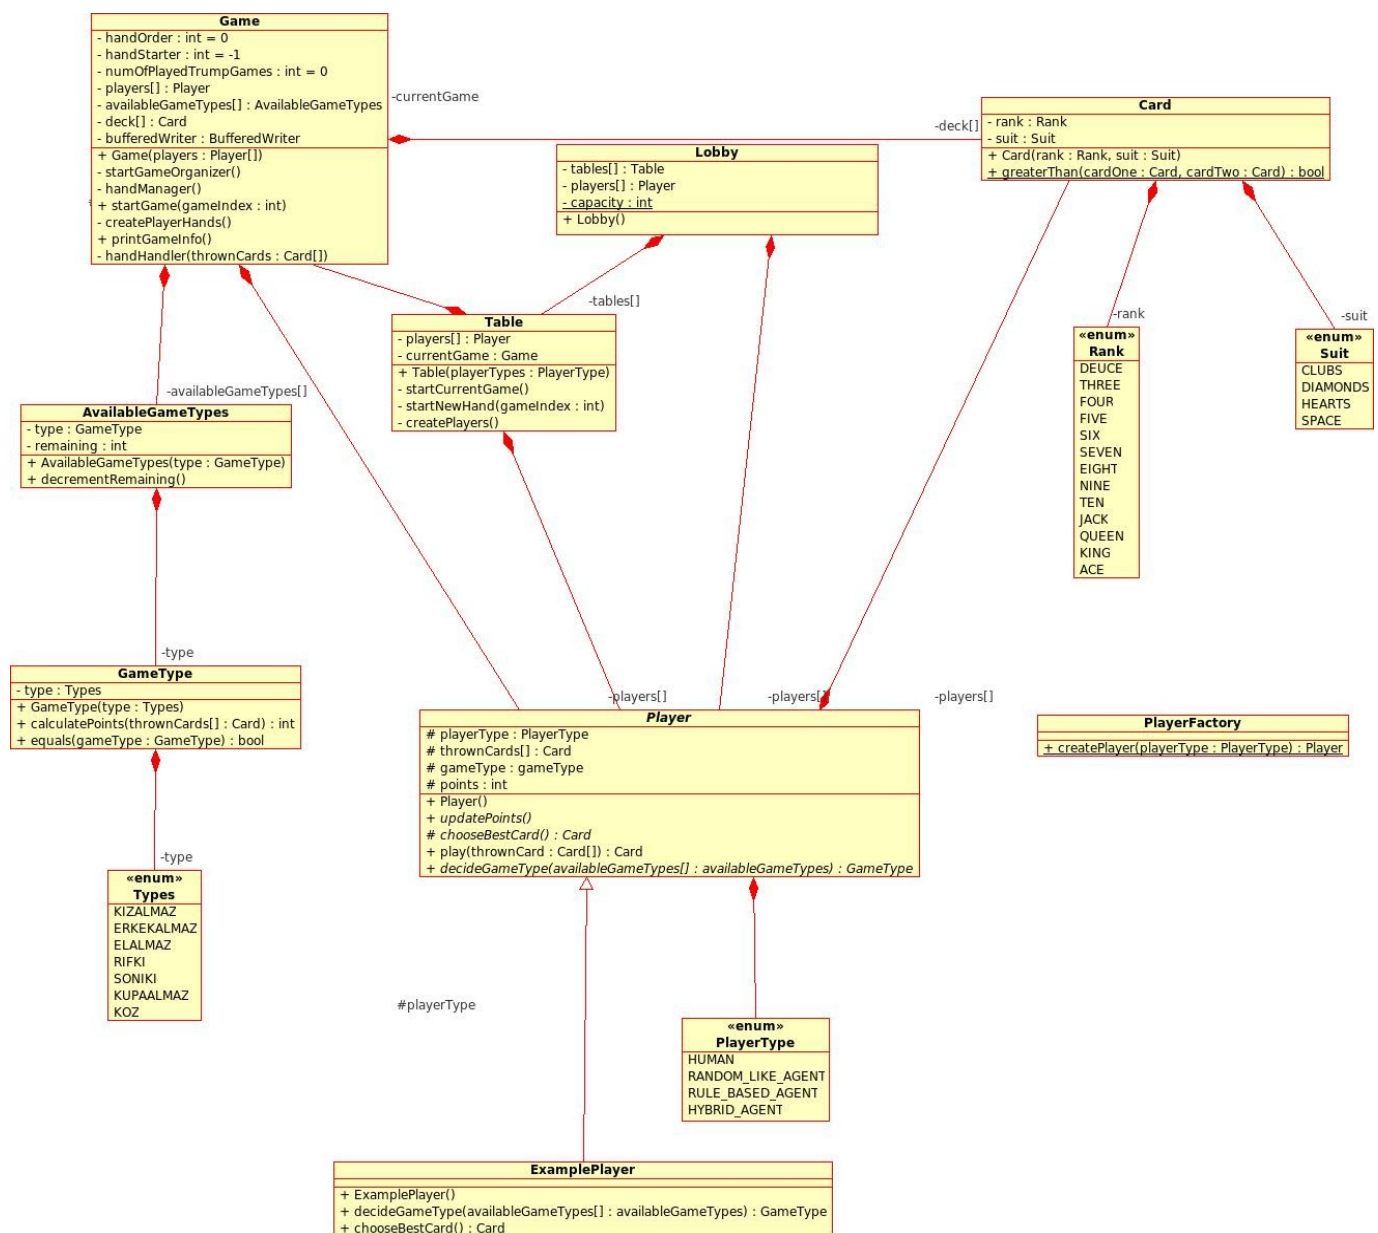 Game
- handOrder : int = 0
- handStarter : int = -1
- numOfPlayedTrumpGames : int = 0
- players[] : Player
- availableGameTypes[] : AvailableGameTypes
- deck[] : Card
- bufferedWriter : BufferedWriter
+ Game(players : Player[])
- startGameOrganizer()
- handManager()
+ startGame(gameIndex : int)
- createPlayerHands()
+ printGameInfo()
- handHandler(thrownCards : Card[])
-currentGame
-deck[]
Card
- rank : Rank
- suit : Suit
+ Card(rank : Rank, suit : Suit)
+ greaterThan(cardOne : Card, cardTwo : Card) : bool
Lobby
- tables[] : Table
- players[] : Player
- capacity : int
+ Lobby()
-tables[]
Table
- players[] : Player
- currentGame : Game
+ Table(playerTypes : PlayerType)
- startCurrentGame()
- startNewHand(gameIndex : int)
- createPlayers()
-rank
«enum»
Rank
DEUCE
THREE
FOUR
FIVE
SIX
SEVEN
EIGHT
NINE
TEN
JACK
QUEEN
KING
ACE
-suit
«enum»
Suit
CLUBS
DIAMONDS
HEARTS
SPACE
-availableGameTypes[]
AvailableGameTypes
- type : GameType
- remaining : int
+ AvailableGameTypes(type : GameType)
+ decrementRemaining()
-type
GameType
- type : Types
+ GameType(type : Types)
+ calculatePoints(thrownCards[] : Card) : int
+ equals(gameType : GameType) : bool
-players[]
-players[]
-players[]
Player
# playerType : PlayerType
# thrownCards[] : Card
# gameType : gameType
# points : int
+ Player()
+ updatePoints()
# chooseBestCard() : Card
+ play(thrownCard : Card[]) : Card
+ decideGameType(availableGameTypes[] : availableGameTypes) : GameType
PlayerFactory
+ createPlayer(playerType : PlayerType) : Player
-type
«enum»
Types
KIZALMAZ
ERKEKALMAZ
ELALMAZ
RIFKI
SONIKI
KUPAALMAZ
KOZ
#playerType
«enum»
PlayerType
HUMAN
RANDOM_LIKE_AGENT
RULE_BASED_AGENT
HYBRID_AGENT
ExamplePlayer
+ ExamplePlayer()
+ decideGameType(availableGameTypes[] : availableGameTypes) : GameType
+ chooseBestCard() : Card